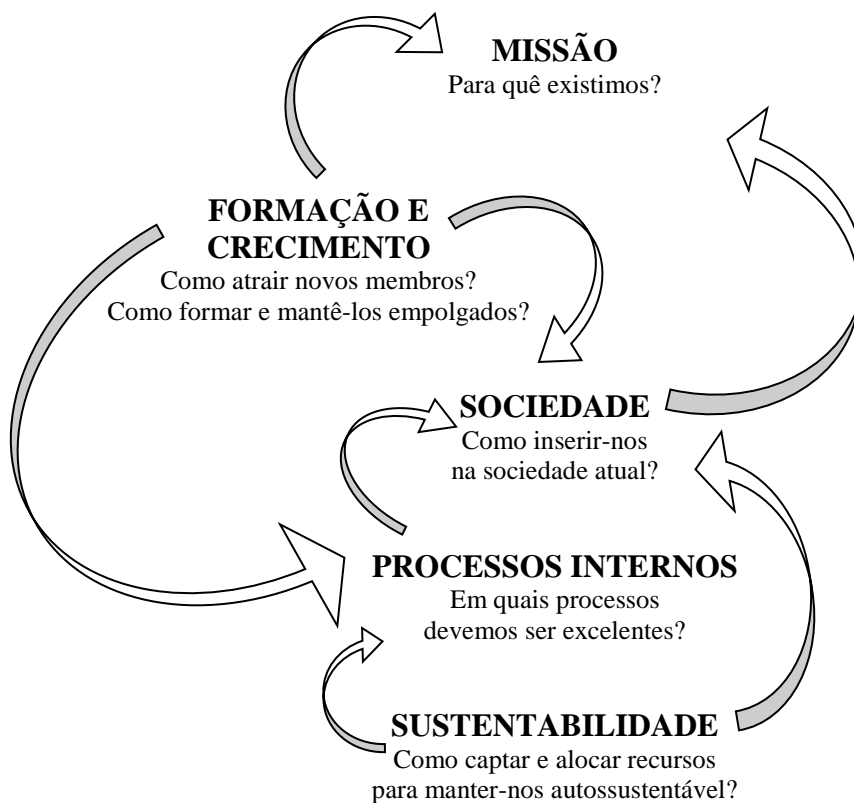 MISSÃO
Para quê existimos?
FORMAÇÃO E
CRECIMENTO
Como atrair novos membros?
Como formar e mantê-los empolgados?
SOCIEDADE
Como inserir-nos
na sociedade atual?
PROCESSOS INTERNOS
Em quais processos
devemos ser excelentes?
SUSTENTABILIDADE
Como captar e alocar recursos
para manter-nos autossustentável?